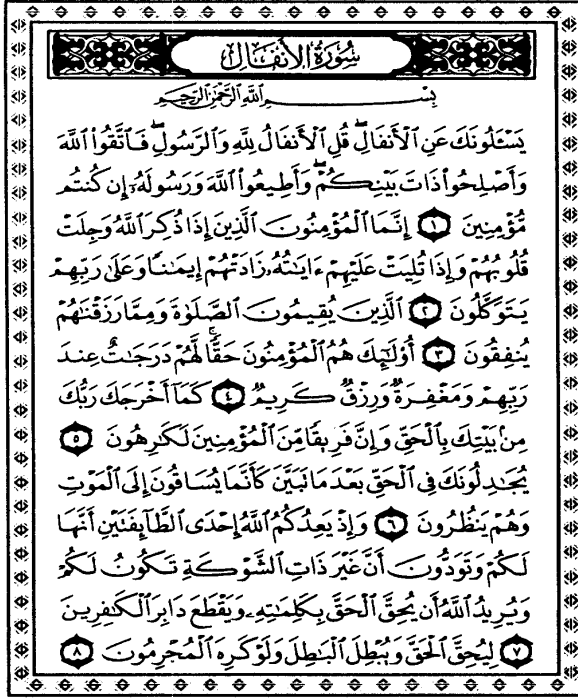 سُورَةُ الأَنْفَالِ
بِسْمِ اللَّهِ الرَّحْمَٰنِ الرَّحِيمِ
يَسْـَٔلُونَكَ عَنِ ٱلْأَنفَالِۖ قُلِ ٱلْأَنفَالُ لِلَّهِ وَٱلرَّسُولِۖ فَٱتَّقُوا۟ ٱللَّهَ
وَأَصْلِحُوا۟ ذَاتَ بَيْنِكُمْۖ وَأَطِيعُوا۟ ٱللَّهَ وَرَسُولَهُۥٓ إِن كُنتُم
مُّؤْمِنِينَ ١ إِنَّمَا ٱلْمُؤْمِنُونَ ٱلَّذِينَ إِذَا ذُكِرَ ٱللَّهُ وَجِلَتْ
قُلُوبُهُمْ وَإِذَا تُلِيَتْ عَلَيْهِمْ ءَايَٰتُهُۥ زَادَتْهُمْ إِيمَٰنًا وَعَلَىٰ رَبِّهِمْ
يَتَوَكَّلُونَ ٢ ٱلَّذِينَ يُقِيمُونَ ٱلصَّلَوٰةَ وَمِمَّا رَزَقْنَٰهُمْ
يُنفِقُونَ ٣ أُو۟لَٰٓئِكَ هُمُ ٱلْمُؤْمِنُونَ حَقًّاۚ لَّهُمْ دَرَجَٰتٌ عِندَ
رَبِّهِمْ وَمَغْفِرَةٌ وَرِزْقٌ كَرِيمٌ ٤ كَمَآ أَخْرَجَكَ رَبُّكَ
مِنۢ بَيْتِكَ بِٱلْحَقِّ وَإِنَّ فَرِيقًا مِّنَ ٱلْمُؤْمِنِينَ لَكَٰرِهُونَ ٥
يُجَٰدِلُونَكَ فِى ٱلْحَقِّ بَعْدَ مَا تَبَيَّنَ كَأَنَّمَا يُسَاقُونَ إِلَى ٱلْمَوْتِ
وَهُمْ يَنظُرُونَ ٦ وَإِذْ يَعِدُكُمُ ٱللَّهُ إِحْدَى ٱلطَّآئِفَتَيْنِ أَنَّهَا
لَكُمْ وَتَوَدُّونَ أَنَّ غَيْرَ ذَاتِ ٱلشَّوْكَةِ تَكُونُ لَكُمْ
وَيُرِيدُ ٱللَّهُ أَن يُحِقَّ ٱلْحَقَّ بِكَلِمَٰتِهِۦ وَيَقْطَعَ دَابِرَ ٱلْكَٰفِرِينَ
٧ لِيُحِقَّ ٱلْحَقَّ وَيُبْطِلَ ٱلْبَٰطِلَ وَلَوْ كَرِهَ ٱلْمُجْرِمُونَ ٨